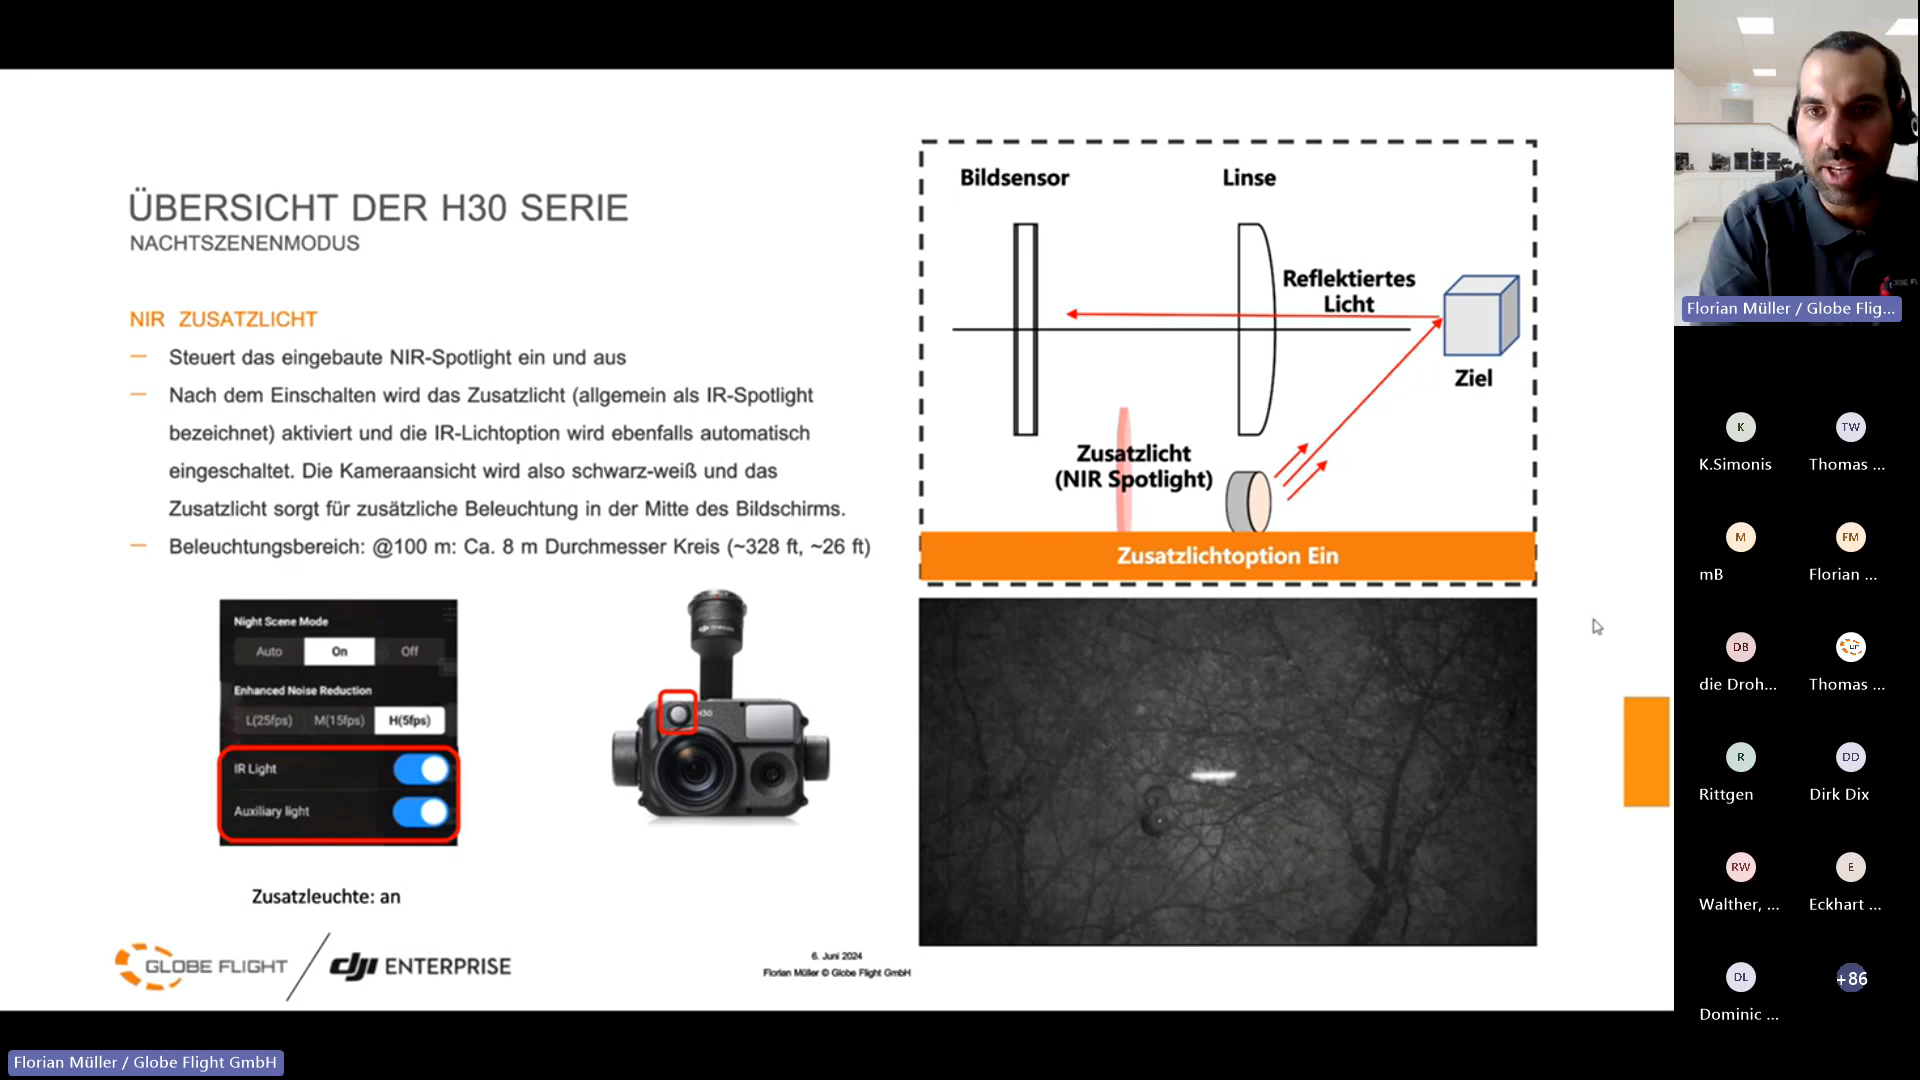 ÜBERSICHT DER H30 SERIE
NACHTSZENENMODUS
NIR ZUSATZLICHT
— Steuert das eingebaute NIR-Spotlight ein und aus
— Nach dem Einschalten wird das Zusatzlicht (allgemein als IR-Spotlight
bezeichnet) aktiviert und die IR-Lichtoption wird ebenfalls automatisch
eingeschaltet. Die Kameraansicht wird also schwarz-weiß und das
Zusatzlicht sorgt für zusätzliche Beleuchtung in der Mitte des Bildschirms.
— Beleuchtungsbereich: @100 m: Ca. 8 m Durchmesser Kreis (~328 ft, ~26 ft)
Night Scene Mode
Auto On Off
Enhanced Noise Reduction
L(25fps) M(15fps) H(5fps)
IR Light
Auxiliary light
Zusatzleuchte: an
H30
Bildsensor
Linse
Reflektiertes
Licht
Ziel
Zusatzlicht
(NIR Spotlight)
Zusatzlichtoption Ein
GLOBE FLIGHT
dji ENTERPRISE
6. Juni 2024
Florian Müller © Globe Flight GmbH
Florian Müller / Globe Flight GmbH
Florian Müller / Globe Flig...
K
K.Simonis
TW
Thomas ...
M
mB
FM
Florian ...
DB
die Droh...
Thomas ...
R
Rittgen
DD
Dirk Dix
RW
Walther, ...
E
Eckhart ...
DL
Dominic ...
+86